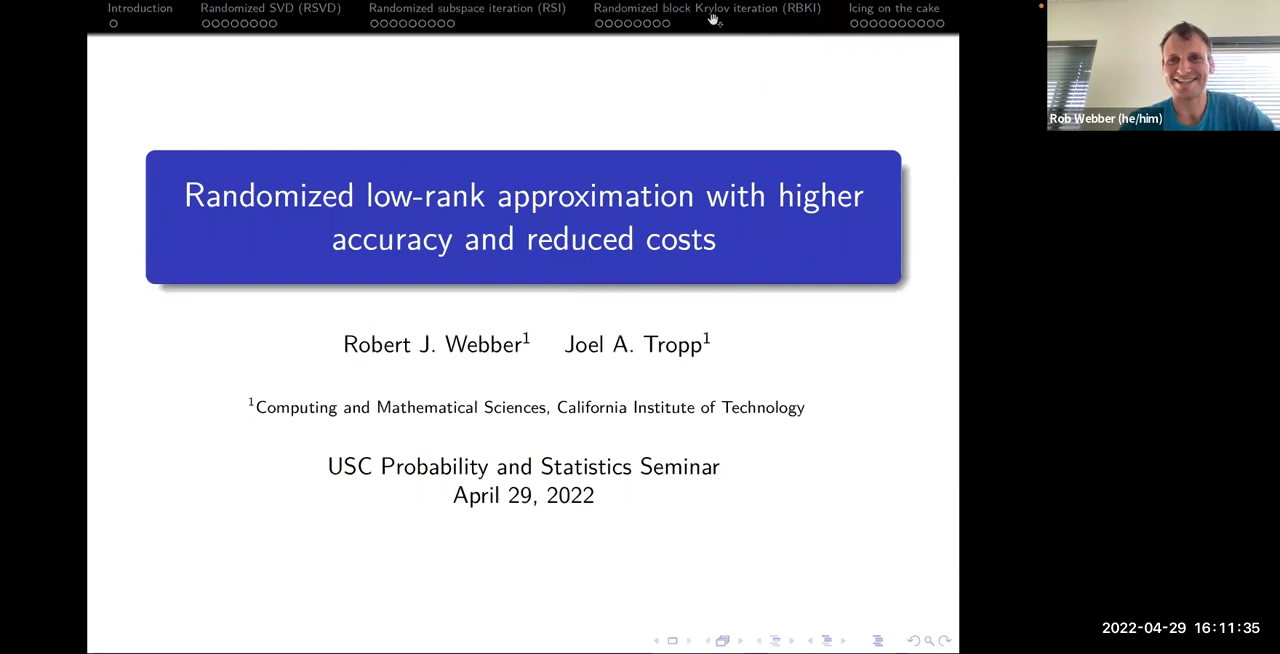 Introduction
Randomized SVD (RSVD)
Randomized subspace iteration (RSI)
Randomized block Krylov iteration (RBKI)
Icing on the cake
Rob Webber (he/him)
Randomized low-rank approximation with higher
accuracy and reduced costs
Robert J. Webber1 Joel A. Tropp1
1Computing and Mathematical Sciences, California Institute of Technology
USC Probability and Statistics Seminar
April 29, 2022
2022-04-29 16:11:35